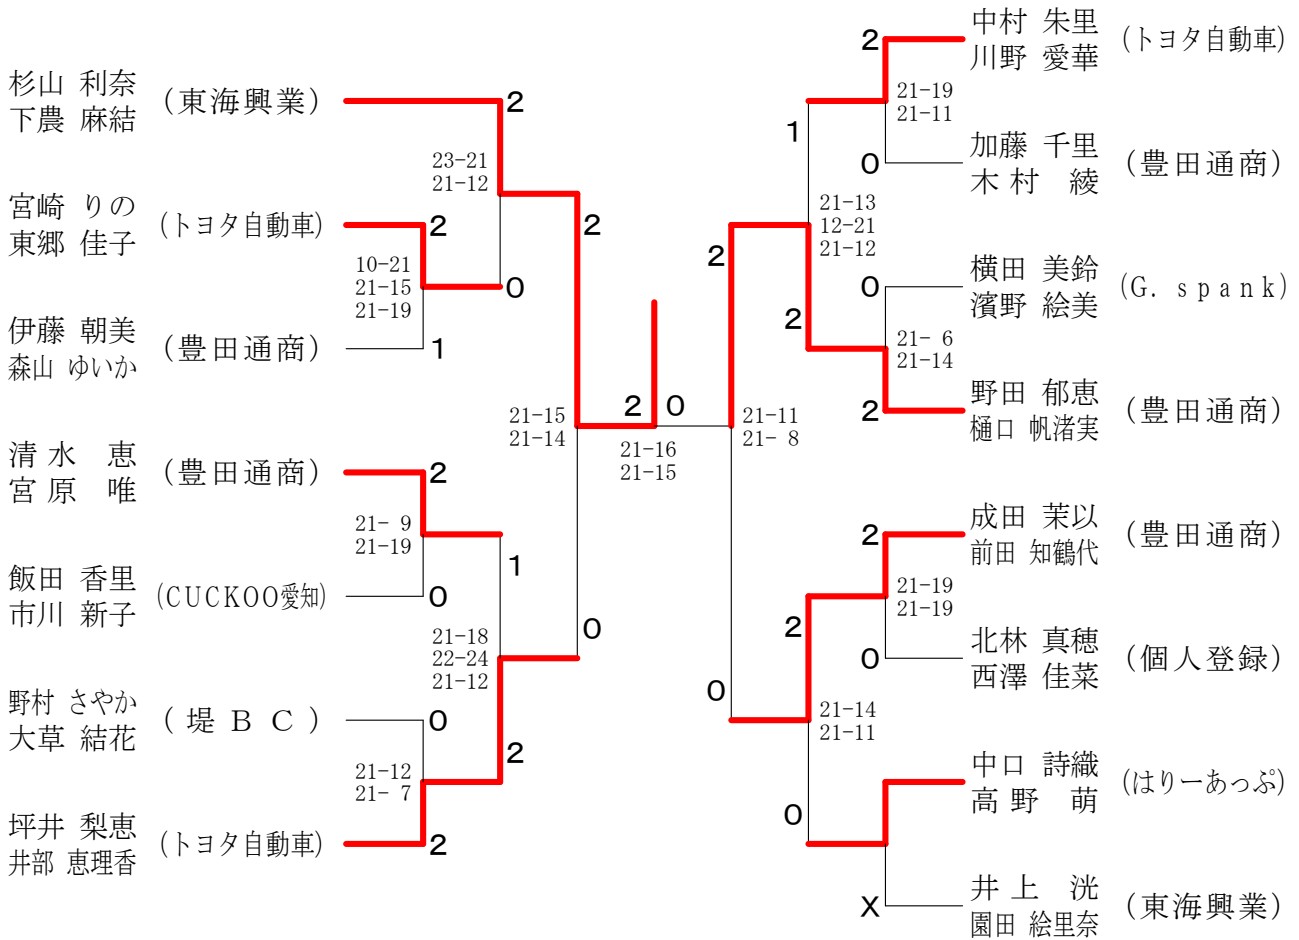 杉山 利奈
下農 麻結
(東海興業)
2
23-21
21-12
宮崎 りの
東郷 佳子
(トヨタ自動車)
2
10-21
21-15
21-19
0
伊藤 朝美
森山 ゆいか
(豊田通商)
1
2
21-15
21-14
清水 恵
宮原 唯
(豊田通商)
2
21- 9
21-19
1
飯田 香里
市川 新子
(CUCKOO愛知)
0
21-18
22-24
21-12
0
野村 さやか
大草 結花
(堤BC)
0
21-12
21- 7
2
坪井 梨恵
井部 恵理香
(トヨタ自動車)
2
2 0
21-16
21-15
中村 朱里
川野 愛華
(トヨタ自動車)
2
21-19
21-11
1
加藤 千里
木村 綾
(豊田通商)
0
21-13
12-21
21-12
2
横田 美鈴
濱野 絵美
(G. spank)
0
21- 6
21-14
2
野田 郁恵
樋口 帆渚実
(豊田通商)
2
21-11
21- 8
成田 茉以
前田 知鶴代
(豊田通商)
2
21-19
21-19
2
北林 真穂
西澤 佳菜
(個人登録)
0
0
21-14
21-11
中口 詩織
高野 萌
(はりーあっぷ)
0
井上 洸
園田 絵里奈
(東海興業)
X